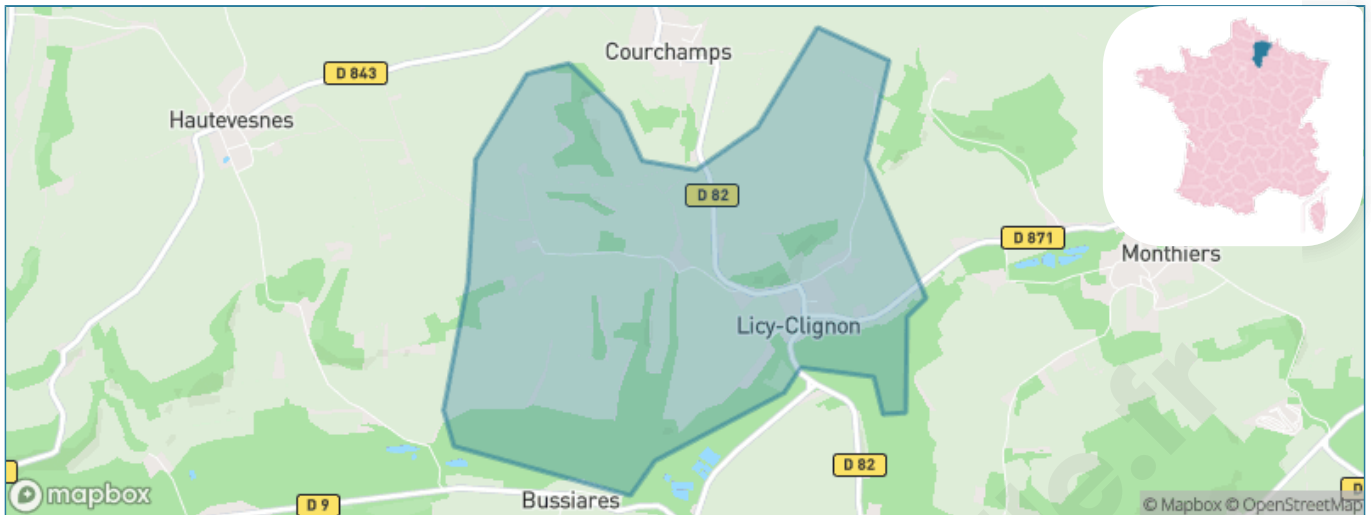 Courchamps
D 843
Hautevesnes
D 82
D 871
Monthiers
Licy-Clignon
D 82
mapbox
Bussiares
D 9
© Mapbox © OpenStreetMap